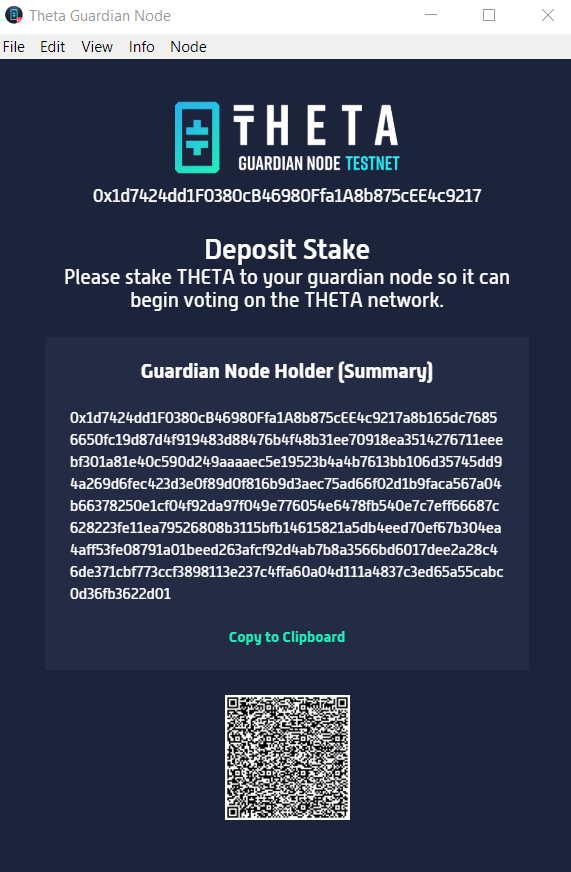 Theta Guardian Node
File Edit View Info Node
THETA
GUARDIAN NODE TESTNET
0x1d7424dd1F0380cB46980Ffa1A8b875cEE4c9217
Deposit Stake
Please stake THETA to your guardian node so it can
begin voting on the THETA network.
Guardian Node Holder (Summary)
0x1d7424dd1F0380cB46980Ffa1A8b875cEE4c9217a8b165dc7685
6650fc19d87d4f919483d88476b4f48b31ee70918ea3514276711eee
bf301a81e40c590d249aaaaec5e19523b4a4b7613bb106d35745dd9
4a269d6fec423d3e0f89d0f816b9d3aec75ad66f02d1b9faca567a04
b66378250e1cf04f92da97f049e776054e6478fb540e7c7eff66687c
628223fe11ea79526808b3115bfb14615821a5db4eed70ef67b304ea
4aff53fe08791a01beed263afcf92d4ab7b8a3566bd6017dee2a28c4
6de371cbf773ccf3898113e237c4ffa60a04d111a4837c3ed65a55cabc
0d36fb3622d01
Copy to Clipboard